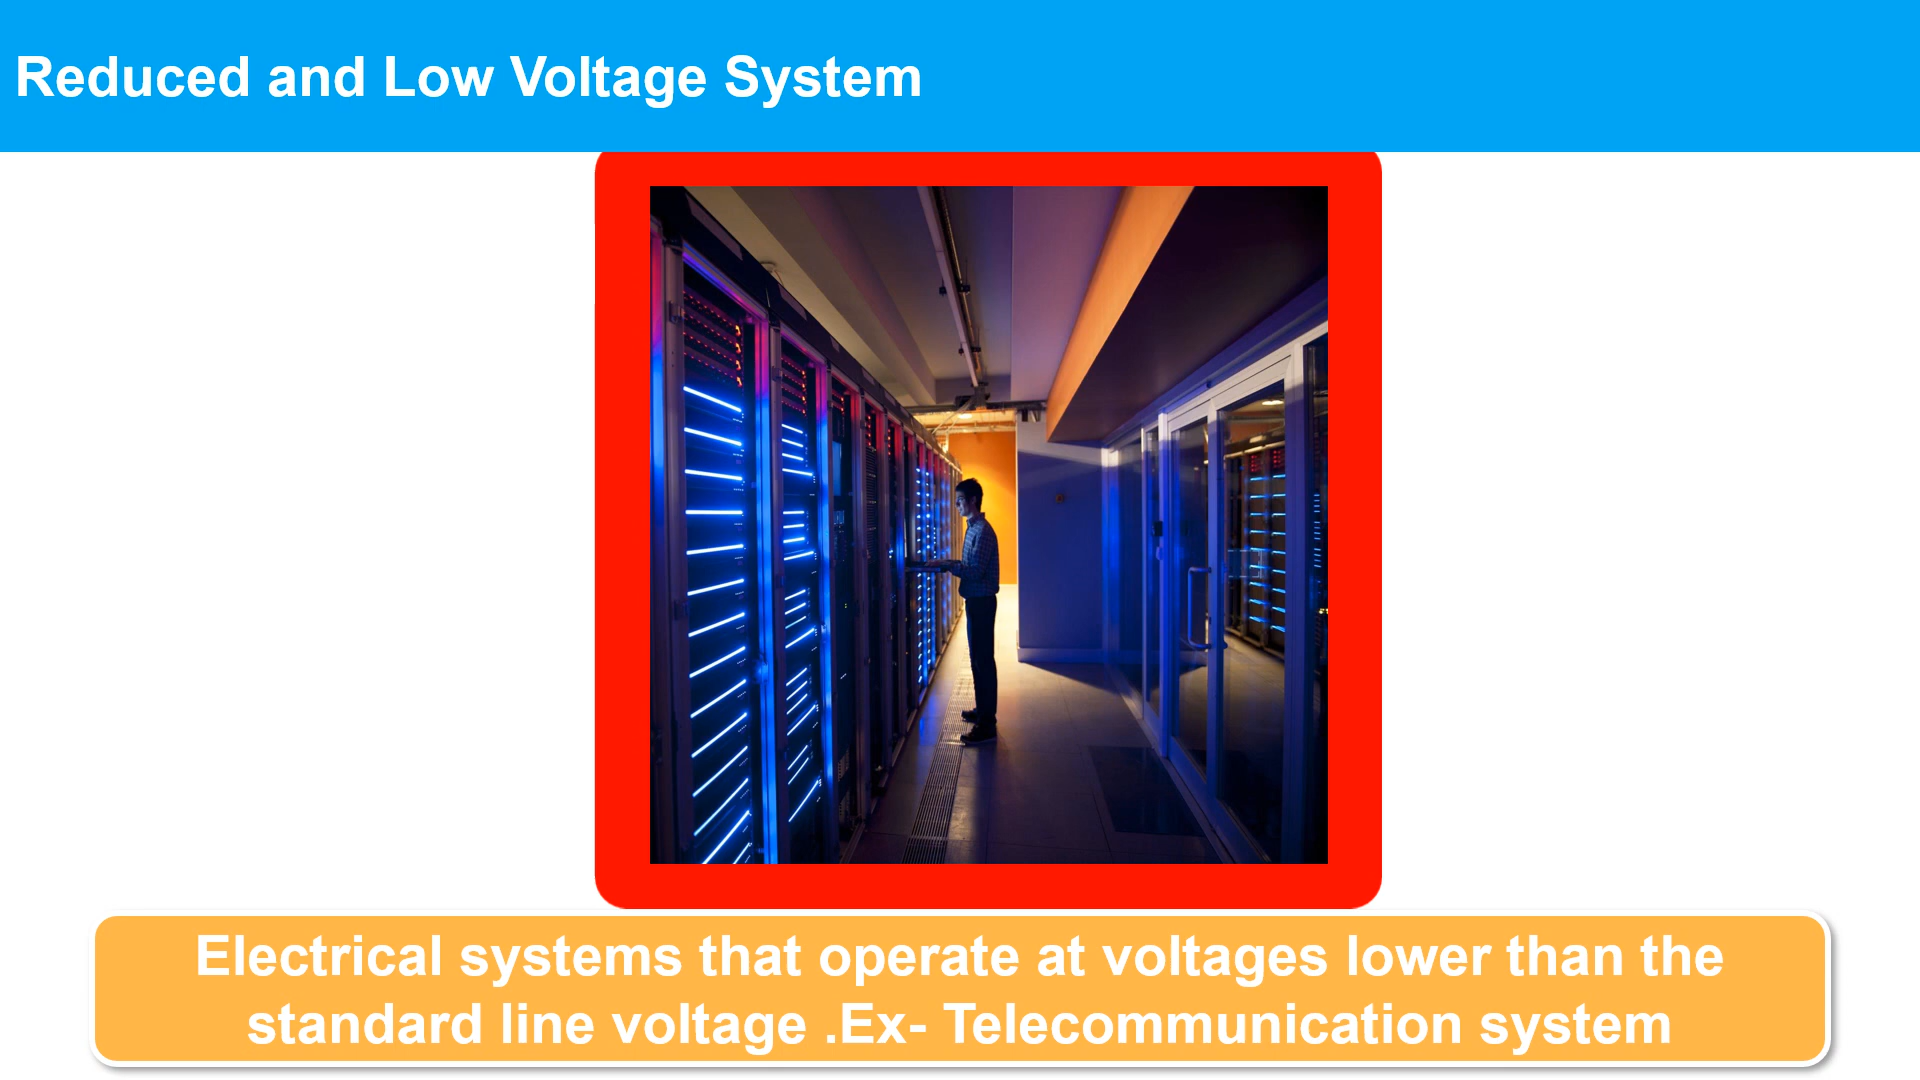 Reduced and Low Voltage System
Electrical systems that operate at voltages lower than the
standard line voltage .Ex- Telecommunication system